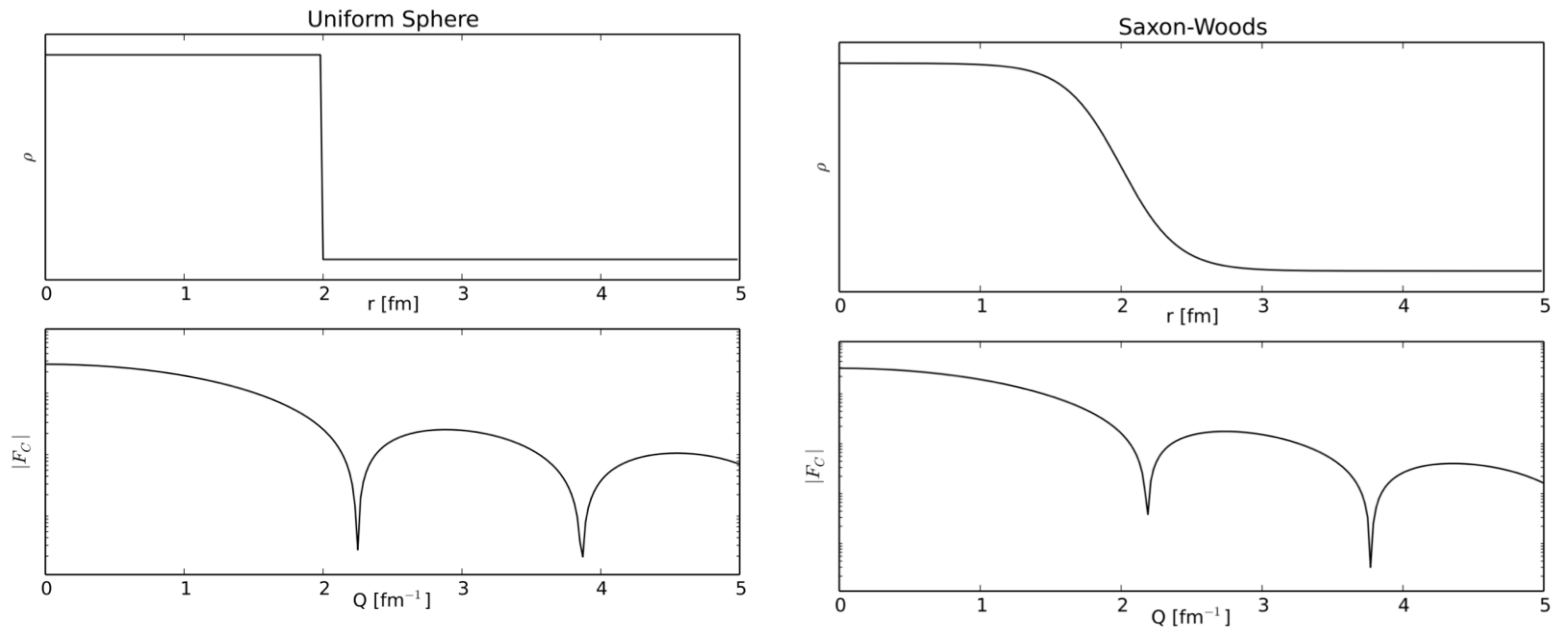 Uniform Sphere
ρ
0 1 2 3 4 5
r [fm]
|F_C|
0 1 2 3 4 5
Q [fm⁻¹]
Saxon-Woods
ρ
0 1 2 3 4 5
r [fm]
|F_C|
0 1 2 3 4 5
Q [fm⁻¹]